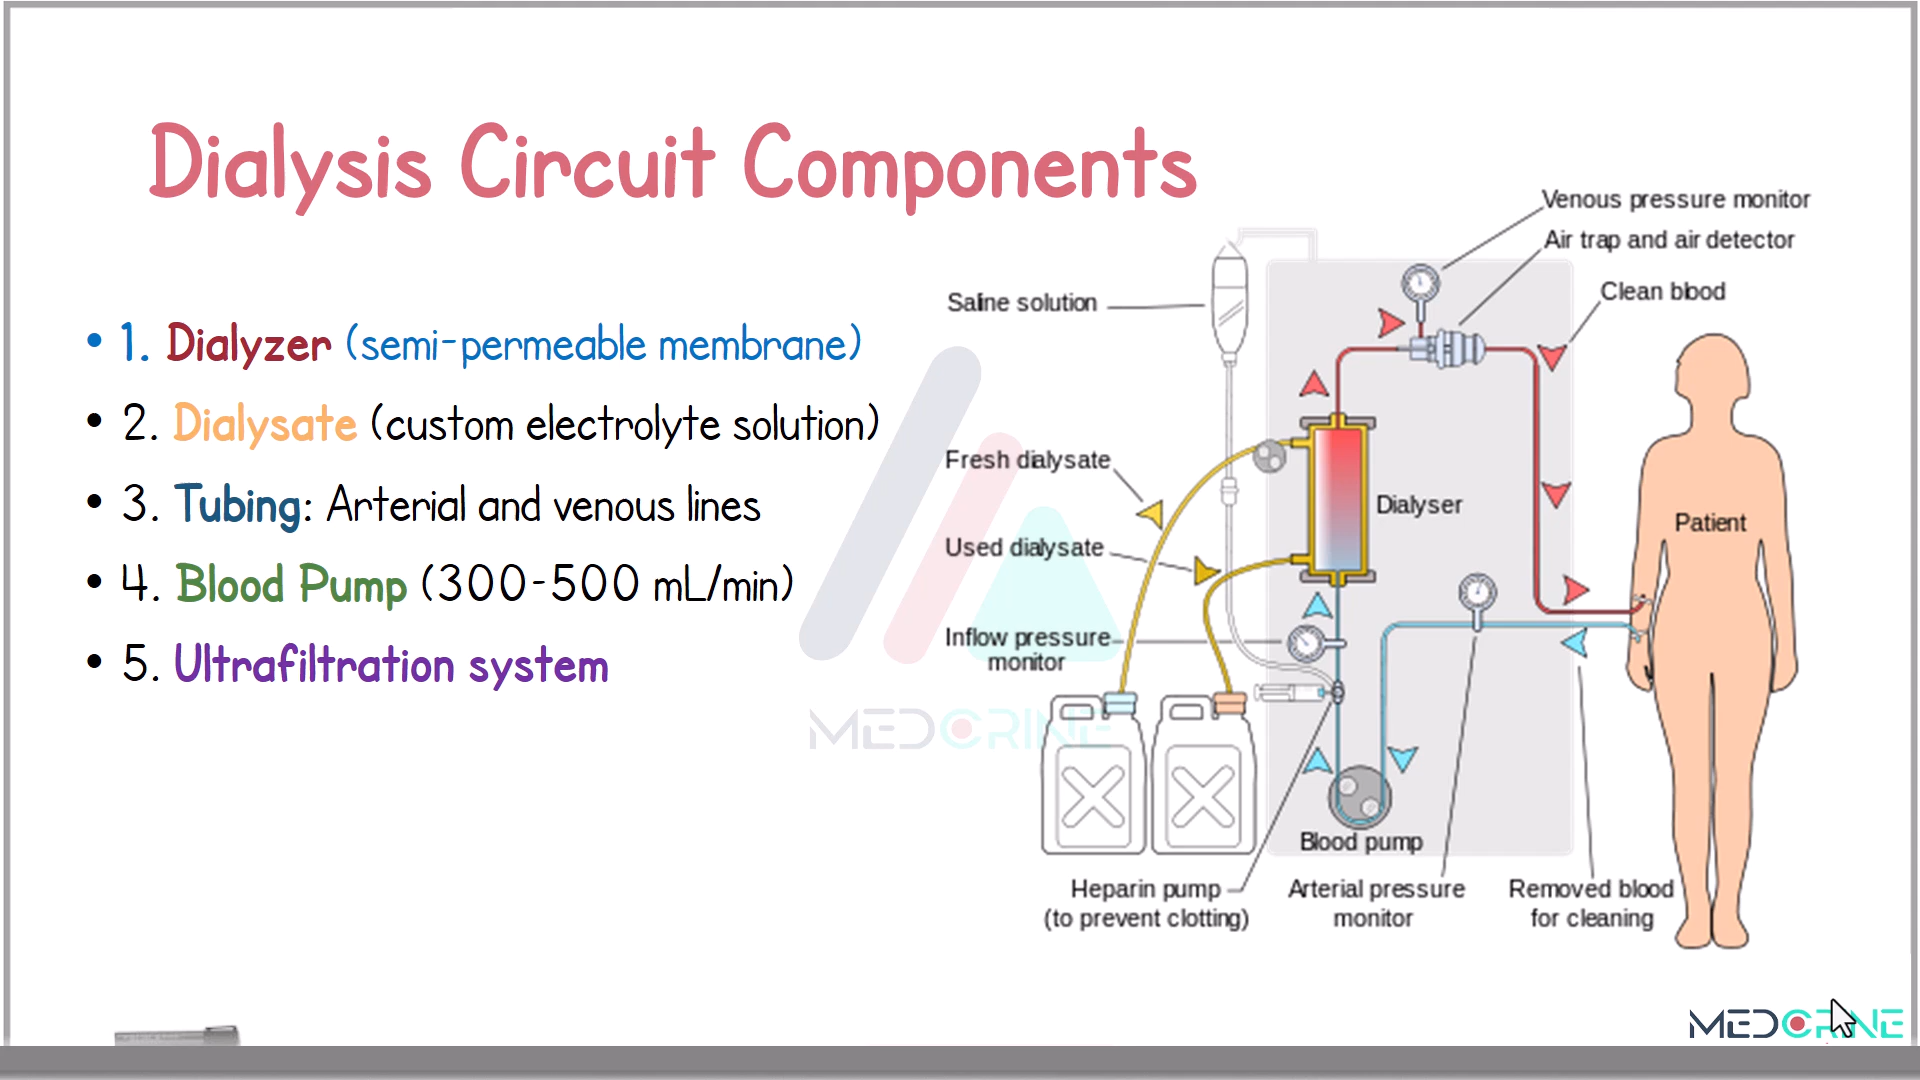 Dialysis Circuit Components
• 1. Dialyzer (semi-permeable membrane)
• 2. Dialysate (custom electrolyte solution)
• 3. Tubing: Arterial and venous lines
• 4. Blood Pump (300-500 mL/min)
• 5. Ultrafiltration system
Venous pressure monitor
Air trap and air detector
Clean blood
Saline solution
Fresh dialysate
Dialyser
Used dialysate
Patient
Inflow pressure
monitor
Blood pump
Heparin pump
(to prevent clotting)
Arterial pressure
monitor
Removed blood
for cleaning
MEDCRINE
MEDCRINE